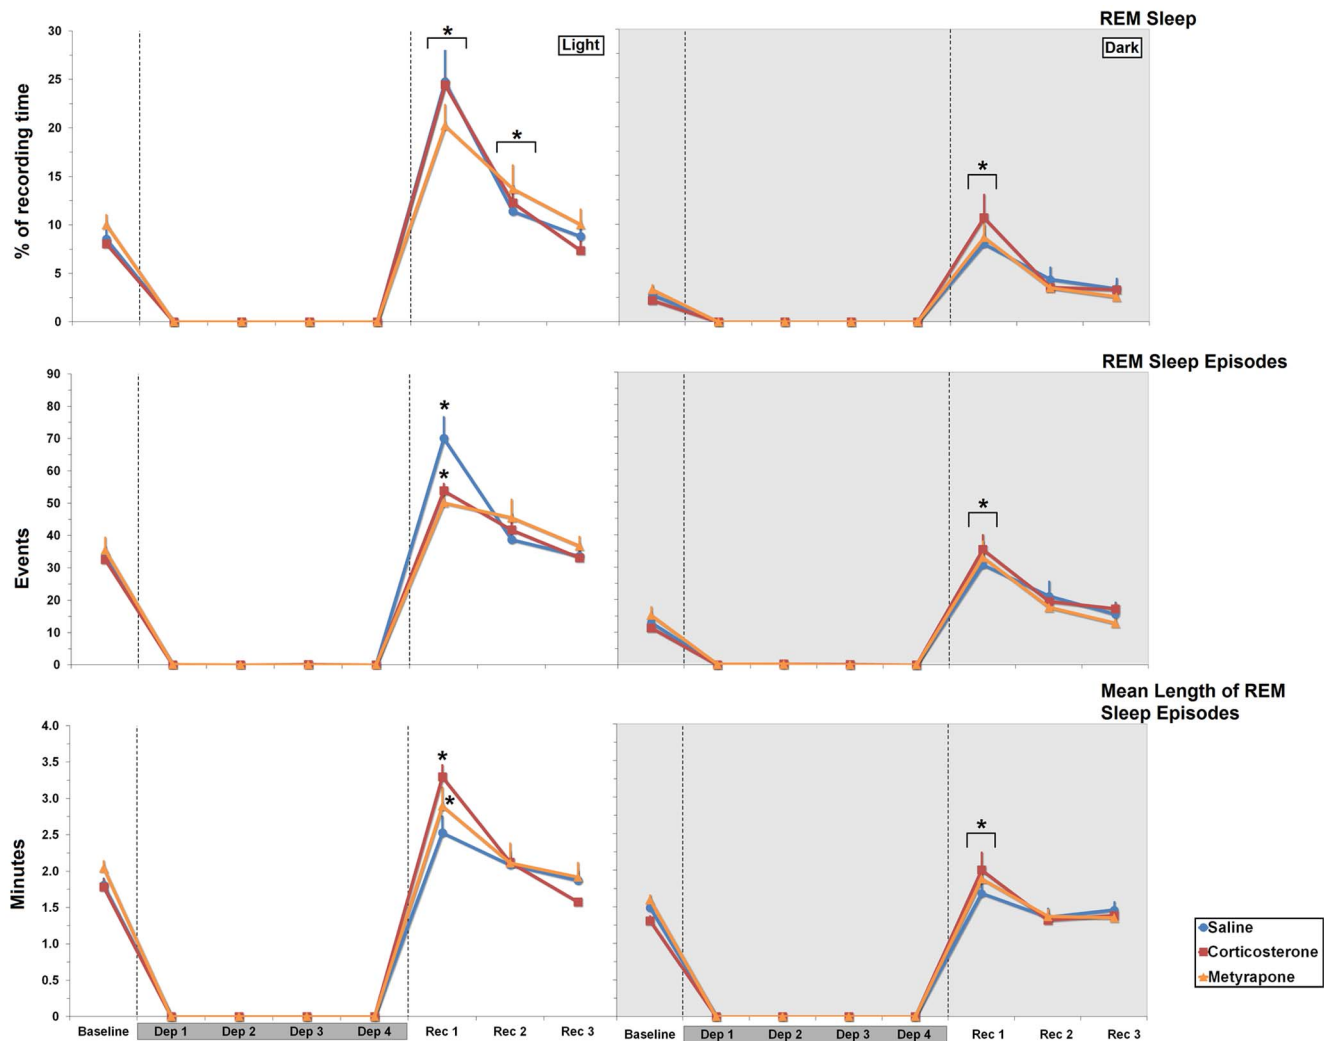 REM Sleep
Light
Dark
% of recording time
30
25
20
15
10
5
0
*
*
*
REM Sleep Episodes
Events
90
80
70
60
50
40
30
20
10
0
*
*
*
Mean Length of REM
Sleep Episodes
Minutes
4.0
3.5
3.0
2.5
2.0
1.5
1.0
0.5
0
*
*
*
Saline
Corticosterone
Metyrapone
Baseline Dep 1 Dep 2 Dep 3 Dep 4 Rec 1 Rec 2 Rec 3 Baseline Dep 1 Dep 2 Dep 3 Dep 4 Rec 1 Rec 2 Rec 3